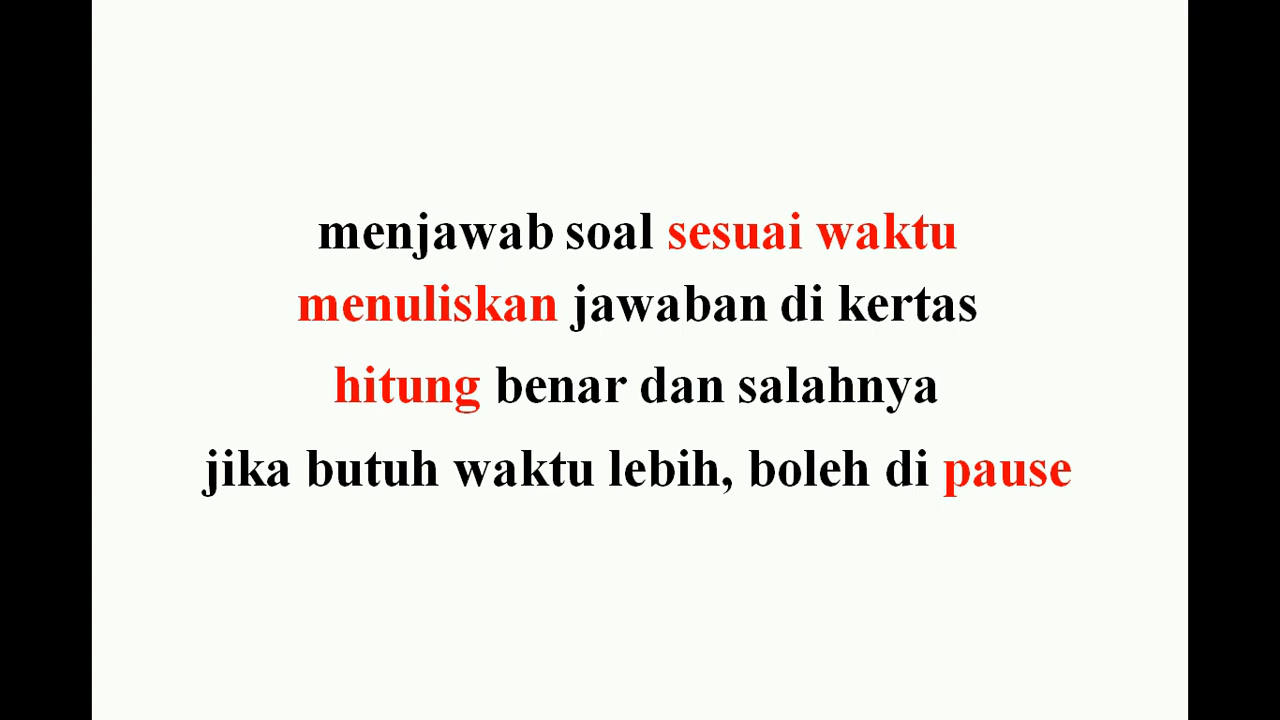 menjawab soal sesuai waktu
menuliskan jawaban di kertas
hitung benar dan salahnya
jika butuh waktu lebih, boleh di pause